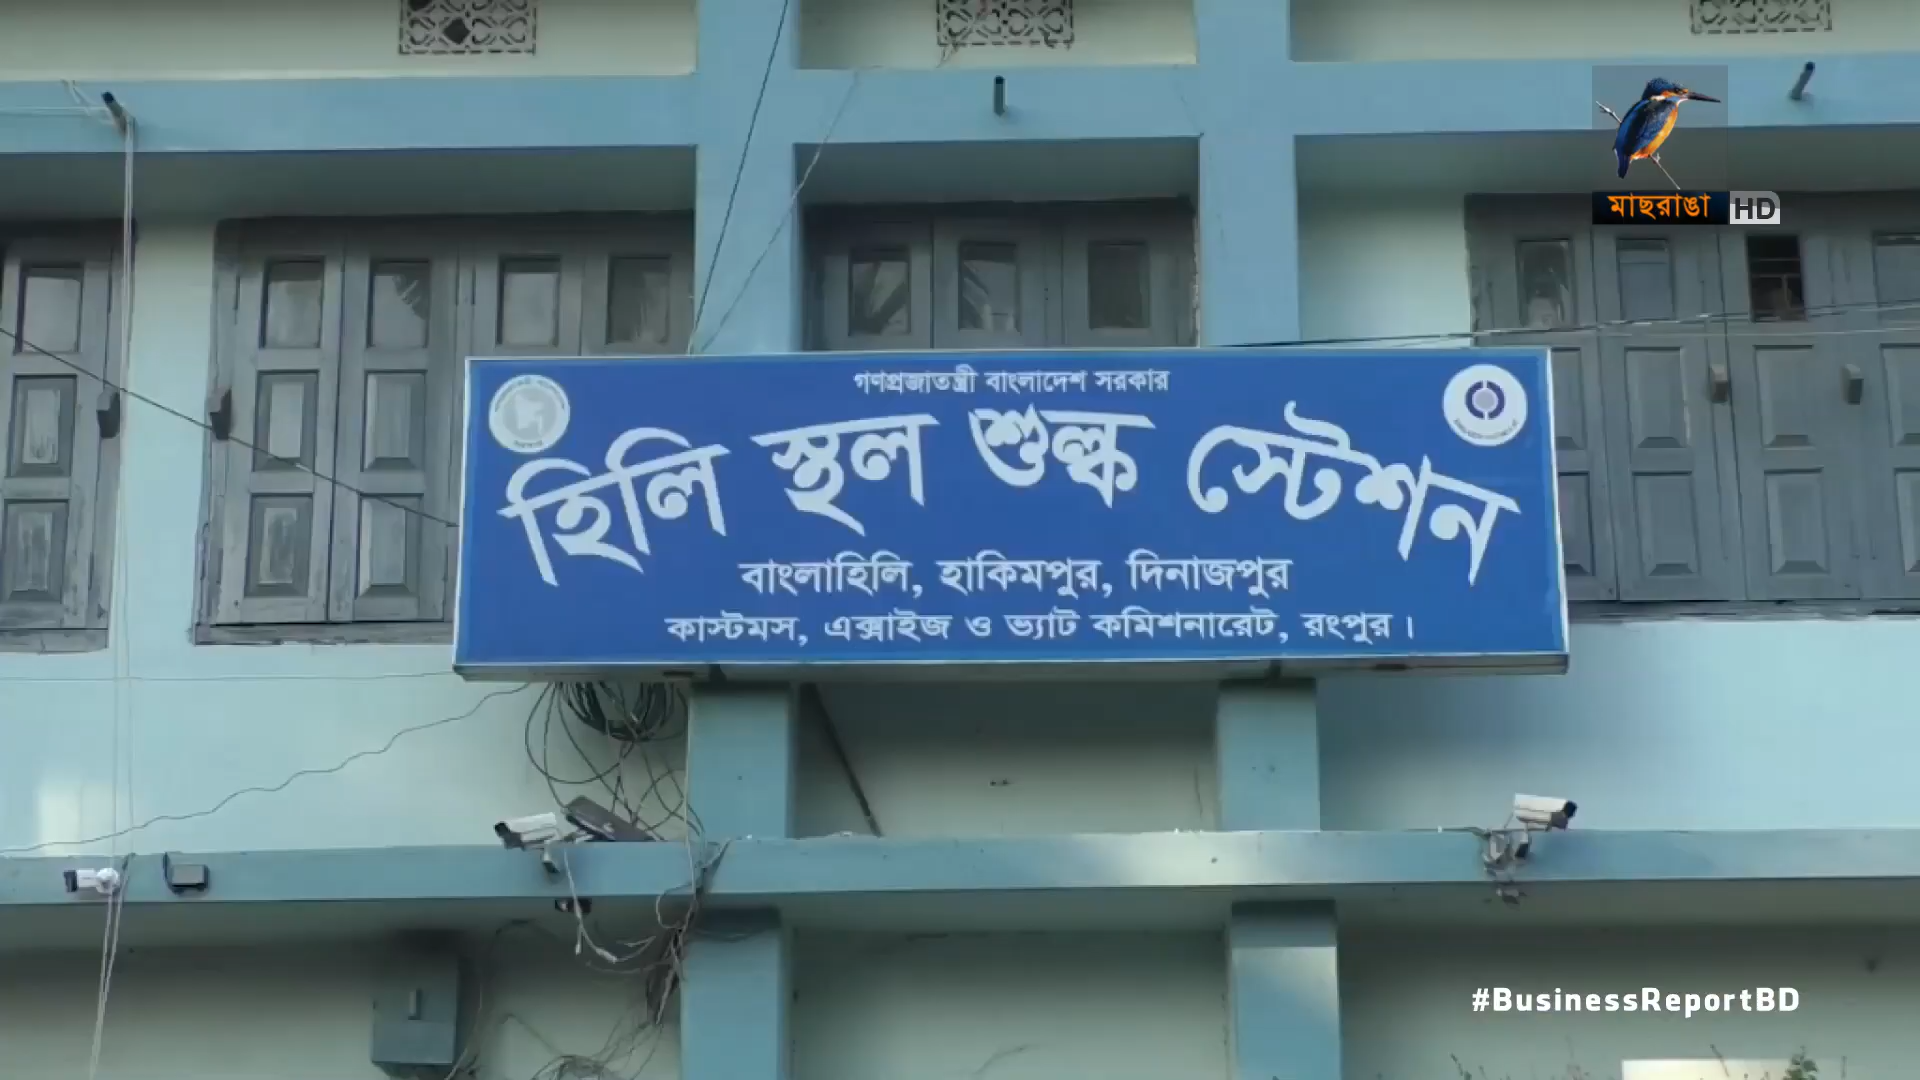 মাছরাঙা HD
গণপ্রজাতন্ত্রী বাংলাদেশ সরকার
হিলি স্থল শুল্ক স্টেশন
বাংলাহিলি, হাকিমপুর, দিনাজপুর
কাস্টমস, এক্সাইজ ও ভ্যাট কমিশনারেট, রংপুর।
#BusinessReportBD